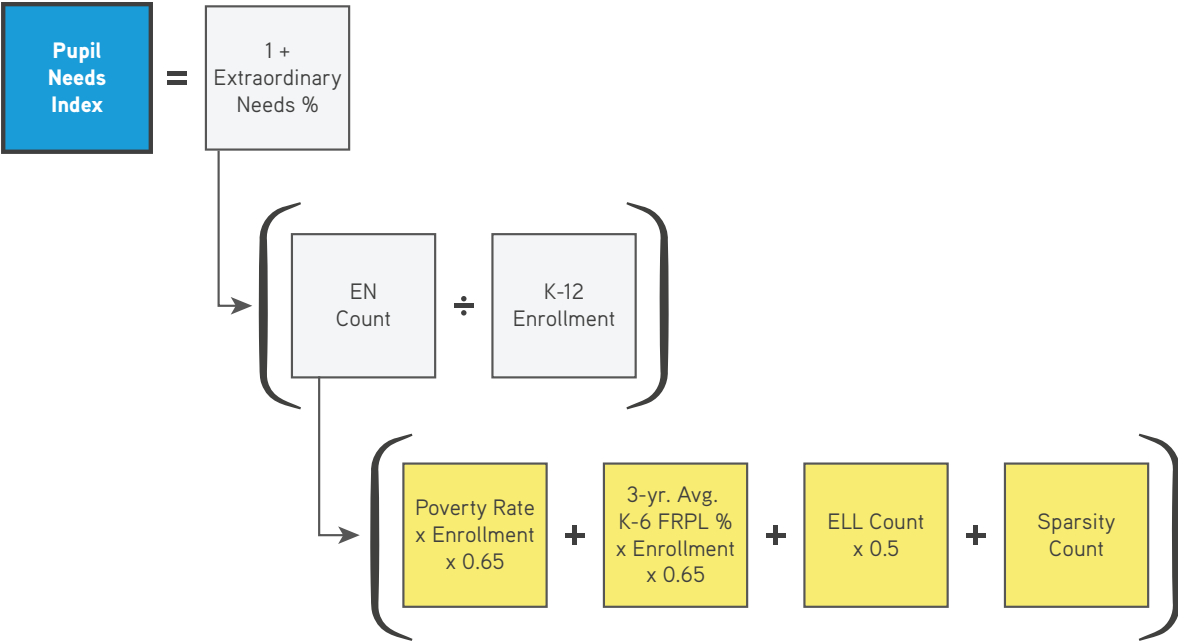 Pupil
Needs
Index
=
1 +
Extraordinary
Needs %
EN
Count
÷
K-12
Enrollment
Poverty Rate
x Enrollment
x 0.65
+
3-yr. Avg.
K-6 FRPL %
x Enrollment
x 0.65
+
ELL Count
x 0.5
+
Sparsity
Count